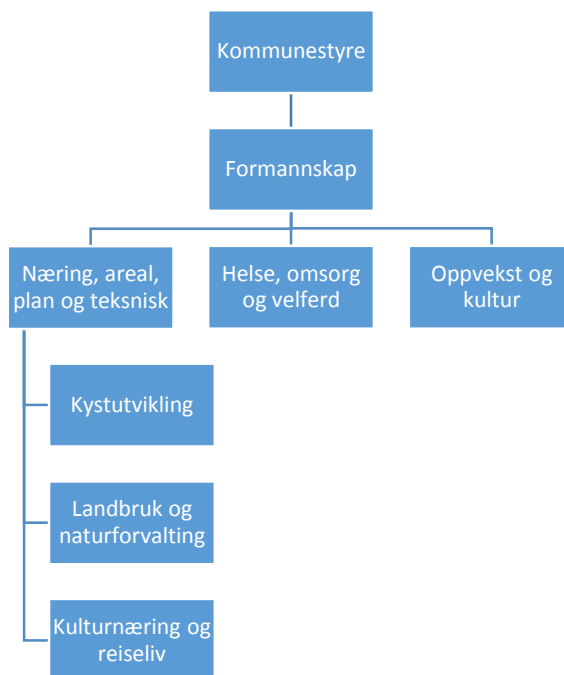 Kommunestyre
Formannskap
Næring, areal,
plan og teksnisk
Helse, omsorg
og velferd
Oppvekst og
kultur
Kystutvikling
Landbruk og
naturforvalting
Kulturnæring og
reiseliv